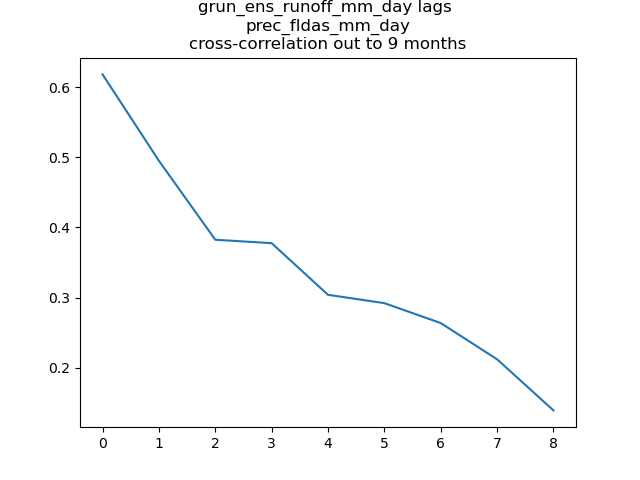 grun_ens_runoff_mm_day lags
prec_fldas_mm_day
cross-correlation out to 9 months
0.6
0.5
0.4
0.3
0.2
0 1 2 3 4 5 6 7 8